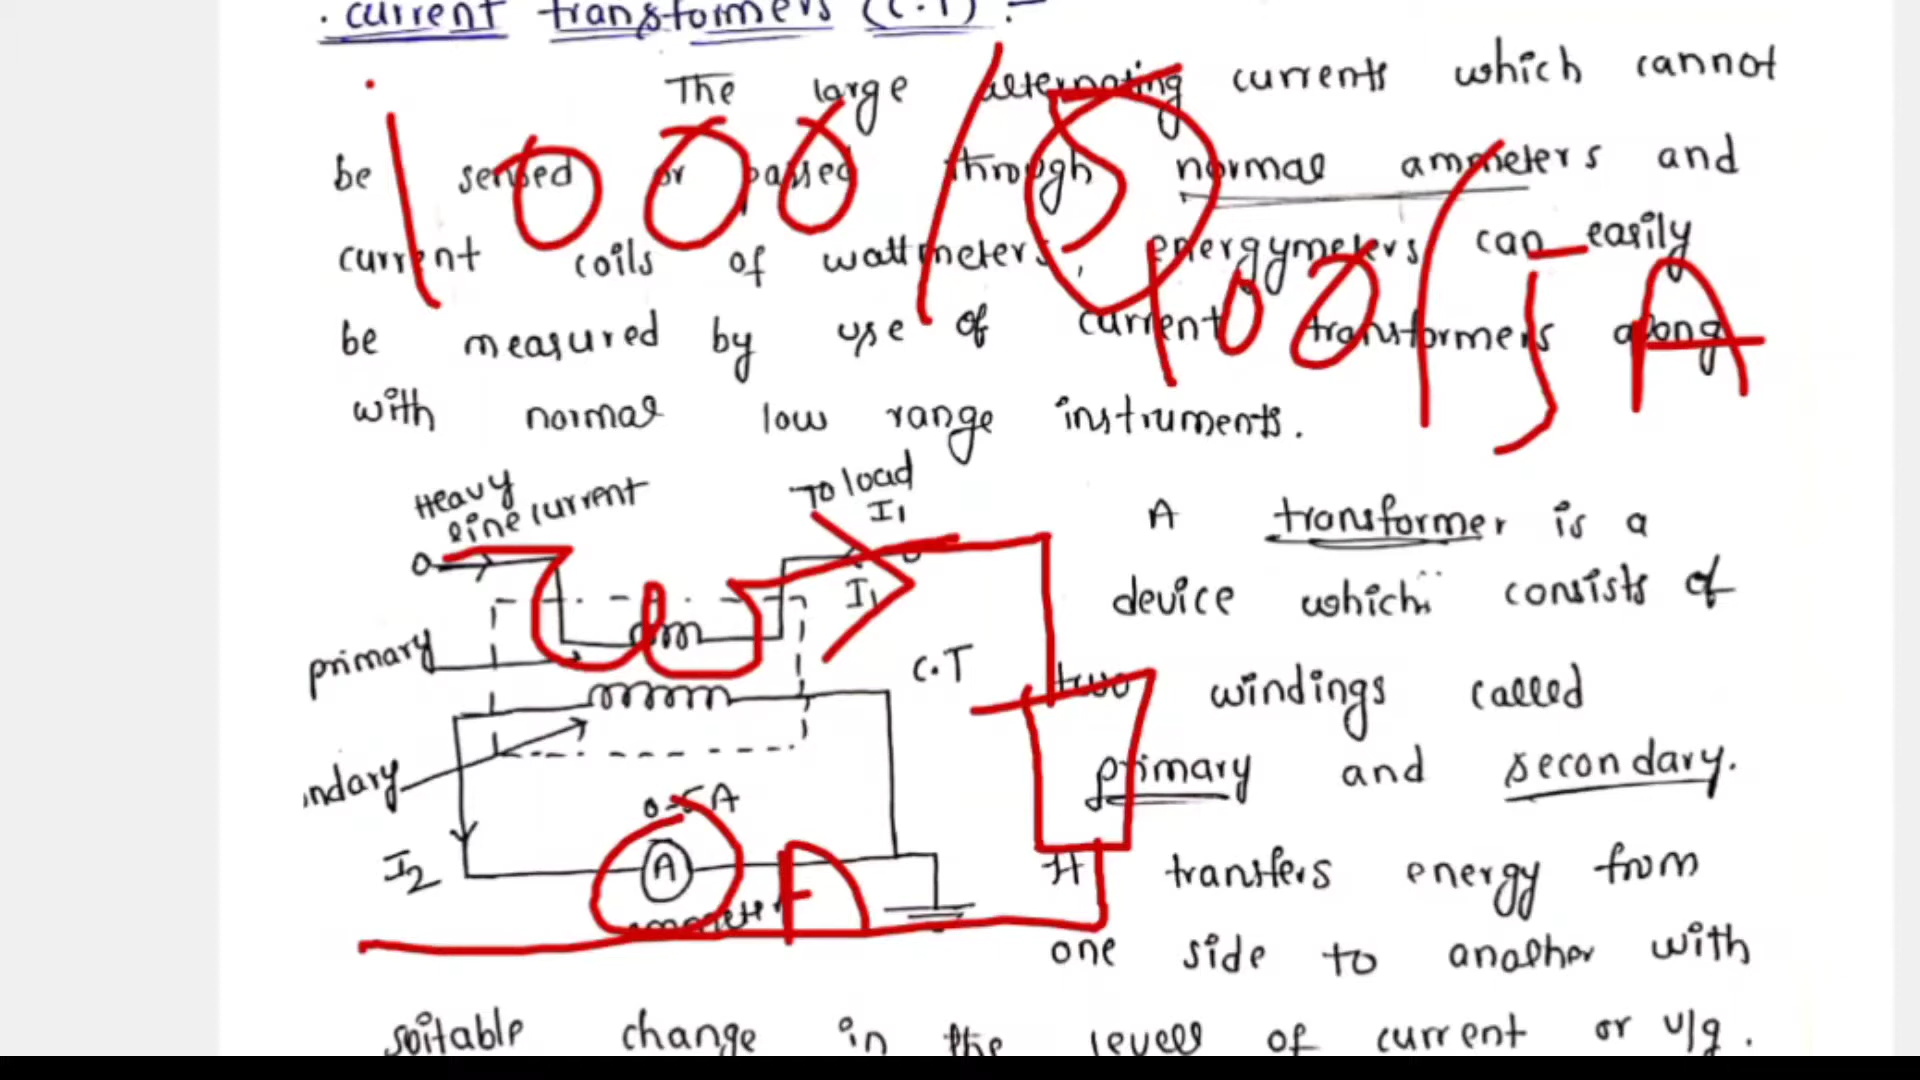 . current transformers (C.T) :-
The large alternating currents which cannot
be sensed or passed through normal ammeters and
current coils of wattmeters, energymeters can easily
be measured by use of current transformers along
with normal low range instruments.
1000/5
100/5 A
Heavy
line current
To load
I1
I1
primary
C.T
ndary
0-5A
A
I2
ammeter
A transformer is a
device which consists of
two windings called
primary and secondary.
It transfers energy from
one side to another with
suitable change in the levels of current or v/g.